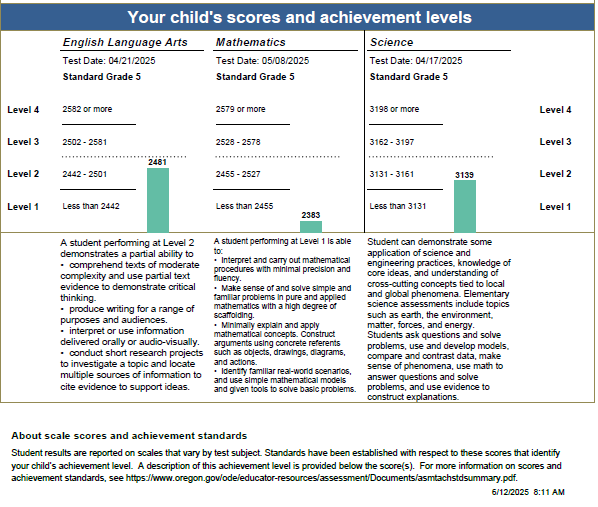 Your child's scores and achievement levels
English Language Arts
Mathematics
Science
Test Date: 04/21/2025
Test Date: 05/08/2025
Test Date: 04/17/2025
Standard Grade 5
Standard Grade 5
Standard Grade 5
Level 4
2582 or more
2579 or more
3198 or more
Level 4
Level 3
2502 - 2581
2528 - 2578
3162 - 3197
Level 3
2481
Level 2
2442 - 2501
2455 - 2527
3131 - 3161
3139
Level 2
Level 1
Less than 2442
Less than 2455
2383
Less than 3131
Level 1
A student performing at Level 2
demonstrates a partial ability to
• comprehend texts of moderate
complexity and use partial text
evidence to demonstrate critical
thinking.
• produce writing for a range of
purposes and audiences.
• interpret or use information
delivered orally or audio-visually.
• conduct short research projects
to investigate a topic and locate
multiple sources of information to
cite evidence to support ideas.
A student performing at Level 1 is able
to:
• Interpret and carry out mathematical
procedures with minimal precision and
fluency.
• Make sense of and solve simple and
familiar problems in pure and applied
mathematics with a high degree of
scaffolding.
• Minimally explain and apply
mathematical concepts. Construct
arguments using concrete referents
such as objects, drawings, diagrams,
and actions.
• Identify familiar real-world scenarios,
and use simple mathematical models
and given tools to solve basic problems.
Student can demonstrate some
application of science and
engineering practices, knowledge of
core ideas, and understanding of
cross-cutting concepts tied to local
and global phenomena. Elementary
science assessments include topics
such as earth, the environment,
matter, forces, and energy.
Students ask questions and solve
problems, use and develop models,
compare and contrast data, make
sense of phenomena, use math to
answer questions and solve
problems, and use evidence to
construct explanations.
About scale scores and achievement standards
Student results are reported on scales that vary by test subject. Standards have been established with respect to these scores that identify
your child's achievement level. A description of this achievement level is provided below the score(s). For more information on scores and
achievement standards, see https://www.oregon.gov/ode/educator-resources/assessment/Documents/asmtachstdsummary.pdf.
6/12/2025 8:11 AM